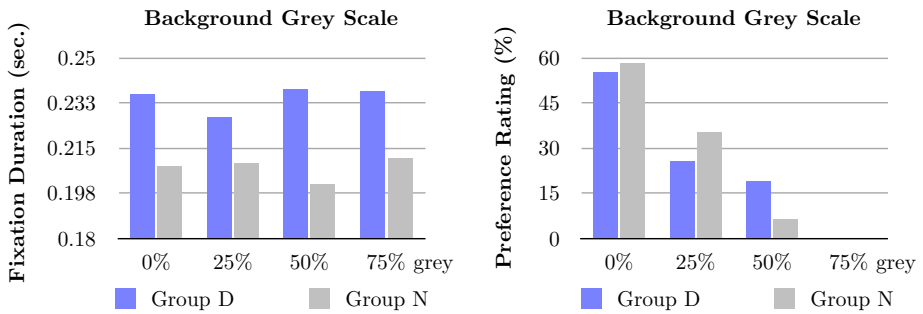 Background Grey Scale
Fixation Duration (sec.)
0.25
0.233
0.215
0.198
0.18
0% 25% 50% 75% grey
Group D Group N
Background Grey Scale
Preference Rating (%)
60
45
30
15
0
0% 25% 50% 75% grey
Group D Group N